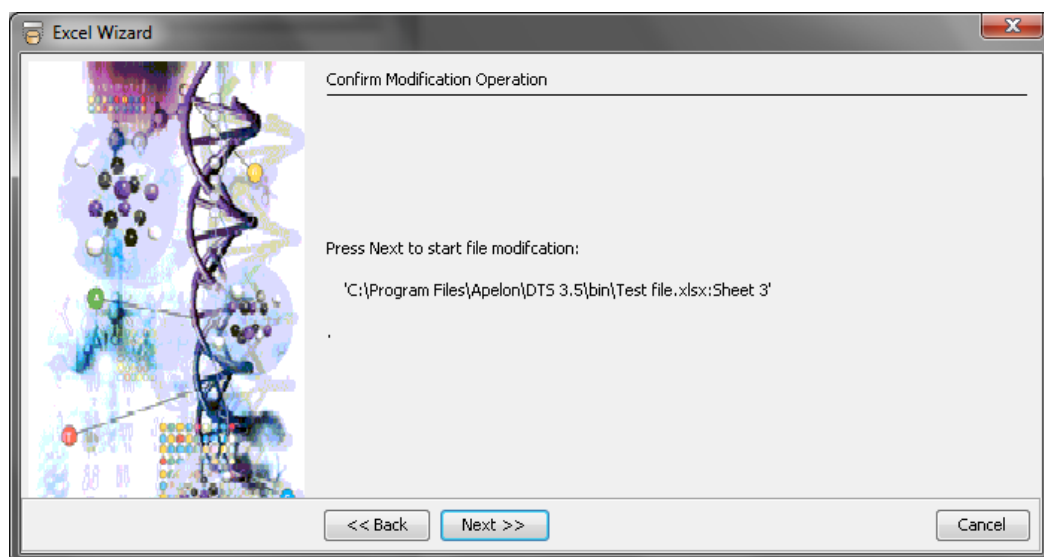 Excel Wizard
Confirm Modification Operation
Press Next to start file modifcation:
'C:\Program Files\Apelon\DTS 3.5\bin\Test file.xlsx:Sheet 3'
.
<< Back
Next >>
Cancel